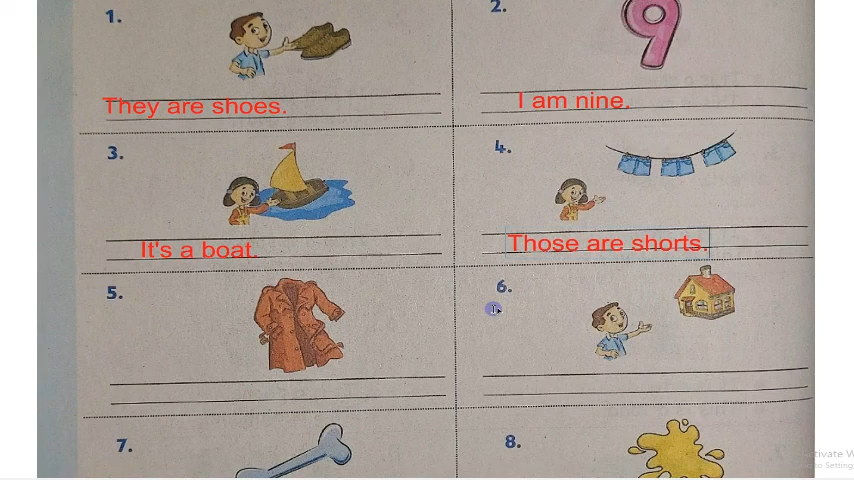 1.
2.
They are shoes.
I am nine.
3.
4.
It's a boat.
Those are shorts.
5.
6.
7.
8.